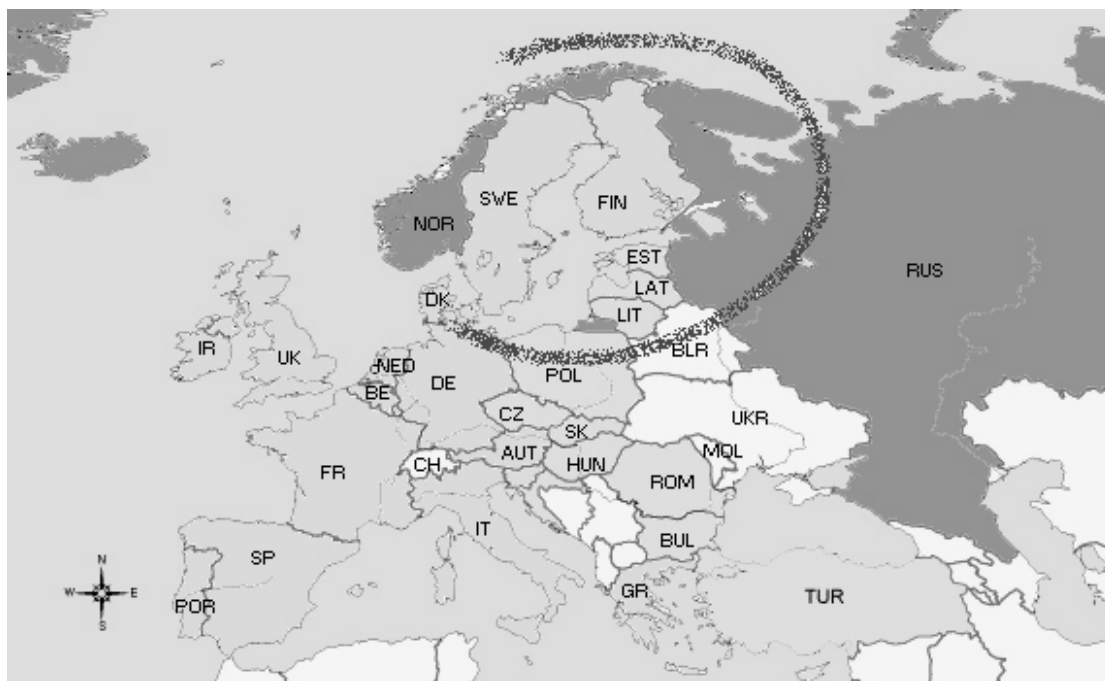 SWE
FIN
NOR
EST
RUS
LAT
DK
LIT
IR
UK
NED
BLR
POL
DE
BE
CZ
UKR
SK
AUT
MOL
CH
HUN
FR
ROM
IT
BUL
SP
N
W E
S
GR
TUR
POR